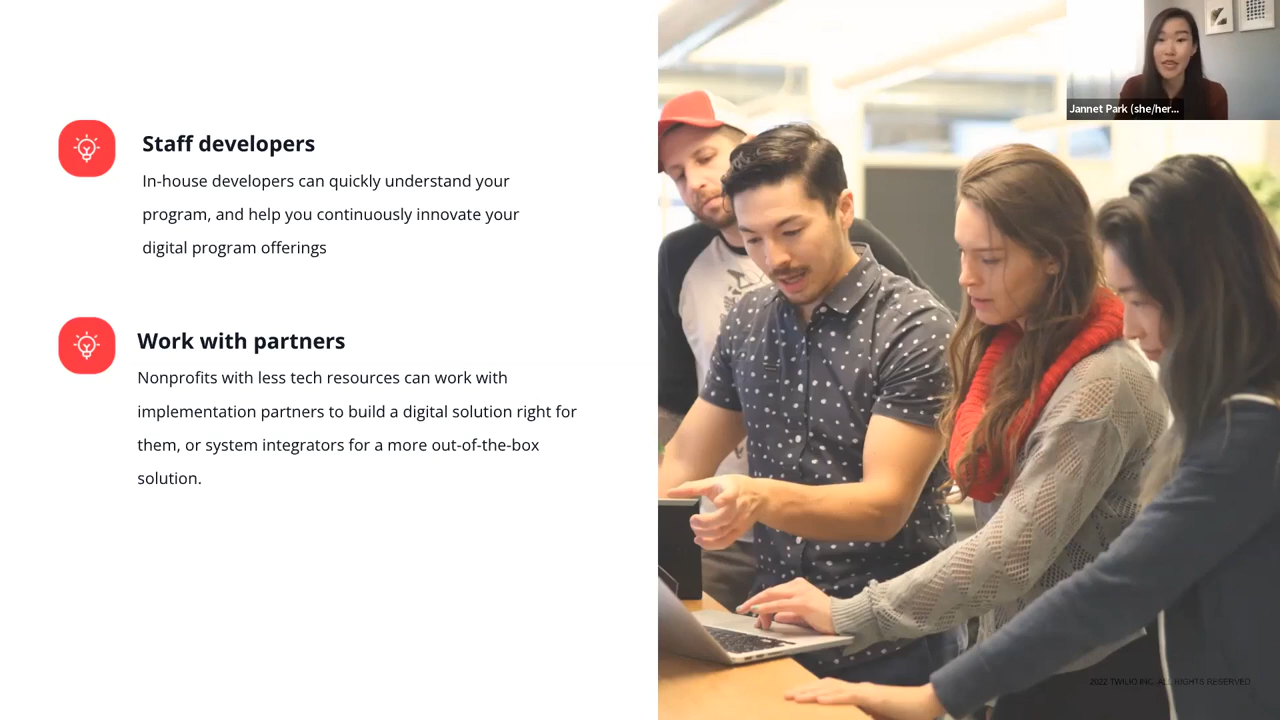 Jannet Park (she/her...
Staff developers
In-house developers can quickly understand your
program, and help you continuously innovate your
digital program offerings
Work with partners
Nonprofits with less tech resources can work with
implementation partners to build a digital solution right for
them, or system integrators for a more out-of-the-box
solution.
2022 TWILIO INC. ALL RIGHTS RESERVED